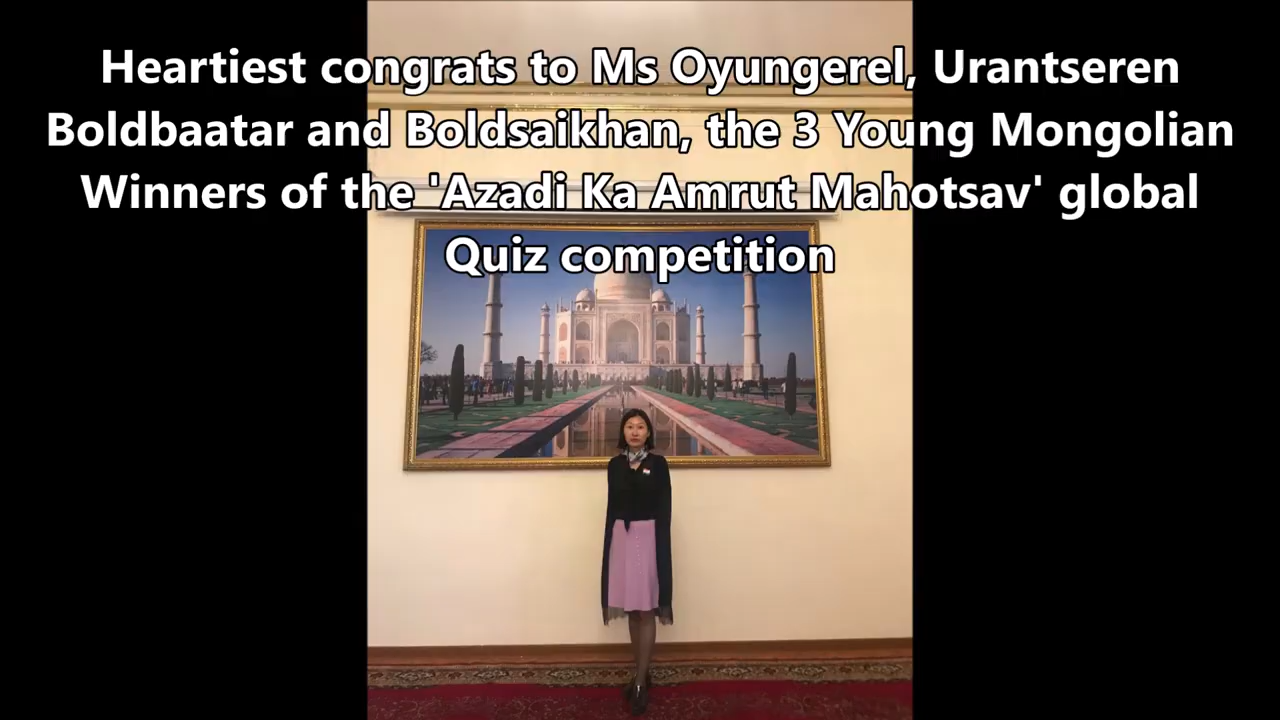 Heartiest congrats to Ms Oyungerel, Urantseren
Boldbaatar and Boldsaikhan, the 3 Young Mongolian
Winners of the 'Azadi Ka Amrut Mahotsav' global
Quiz competition